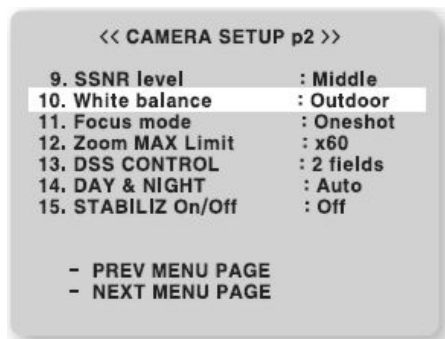 << CAMERA SETUP p2 >>
9. SSNR level : Middle
10. White balance : Outdoor
11. Focus mode : Oneshot
12. Zoom MAX Limit : x60
13. DSS CONTROL : 2 fields
14. DAY & NIGHT : Auto
15. STABILIZ On/Off : Off
- PREV MENU PAGE
- NEXT MENU PAGE